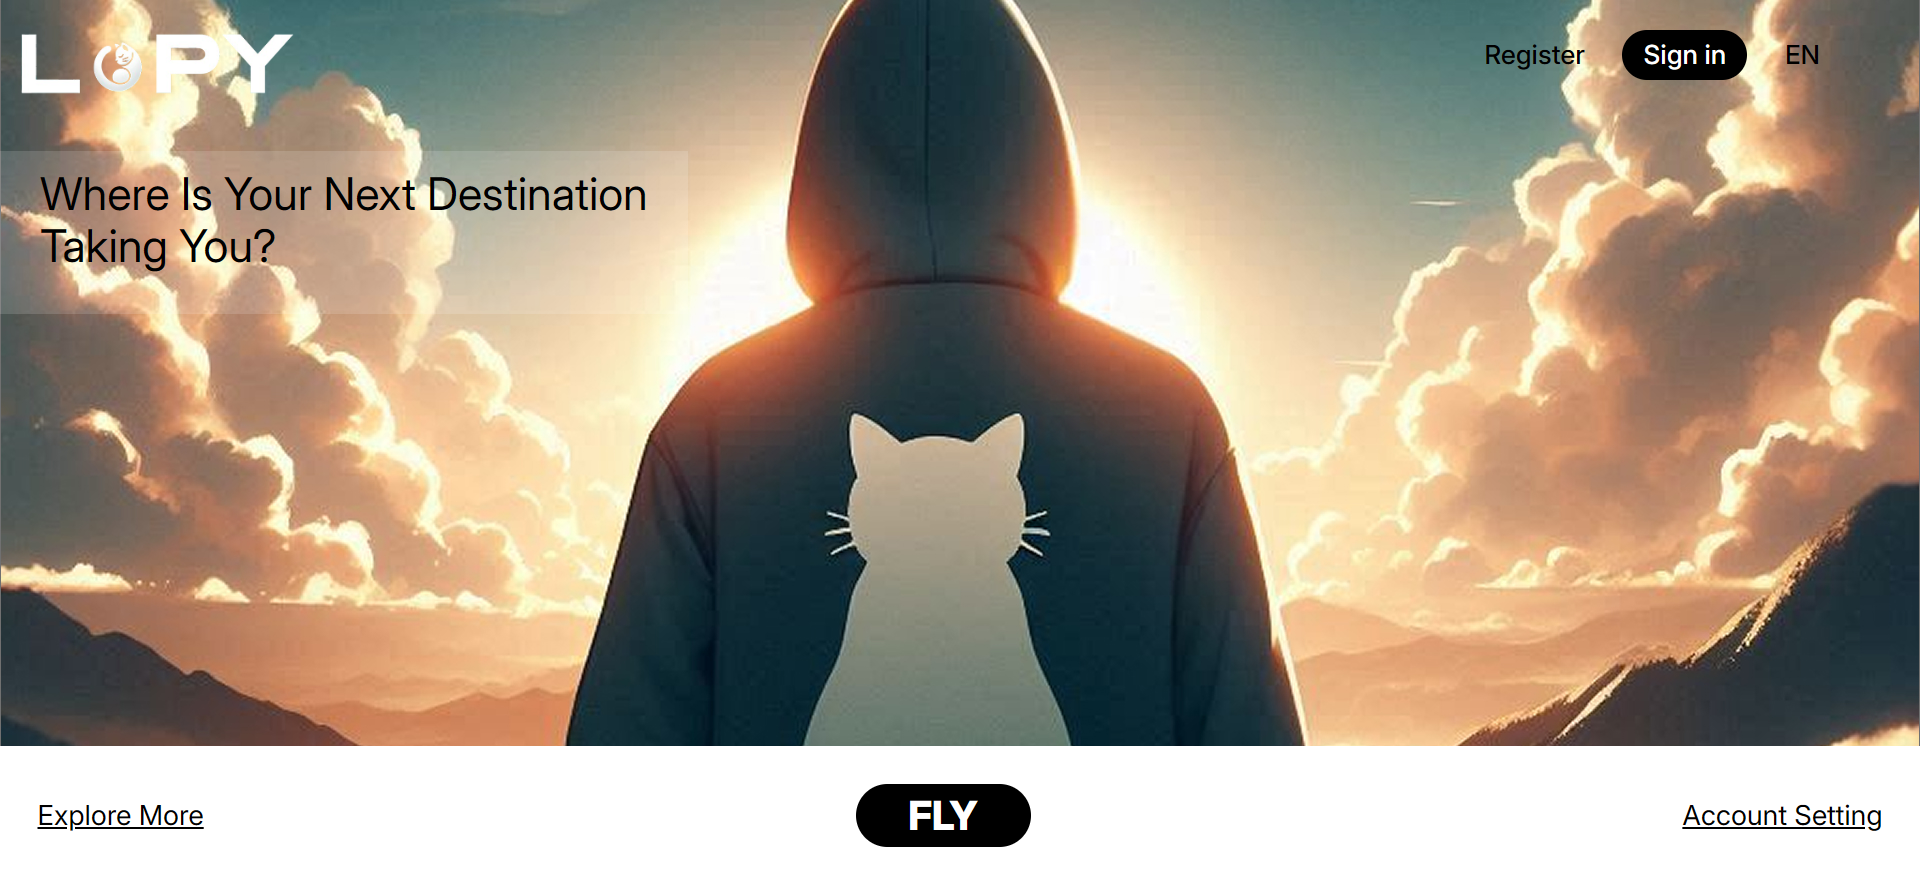 LOPY
Register
Sign in
EN
Where Is Your Next Destination
Taking You?
Explore More
FLY
Account Setting